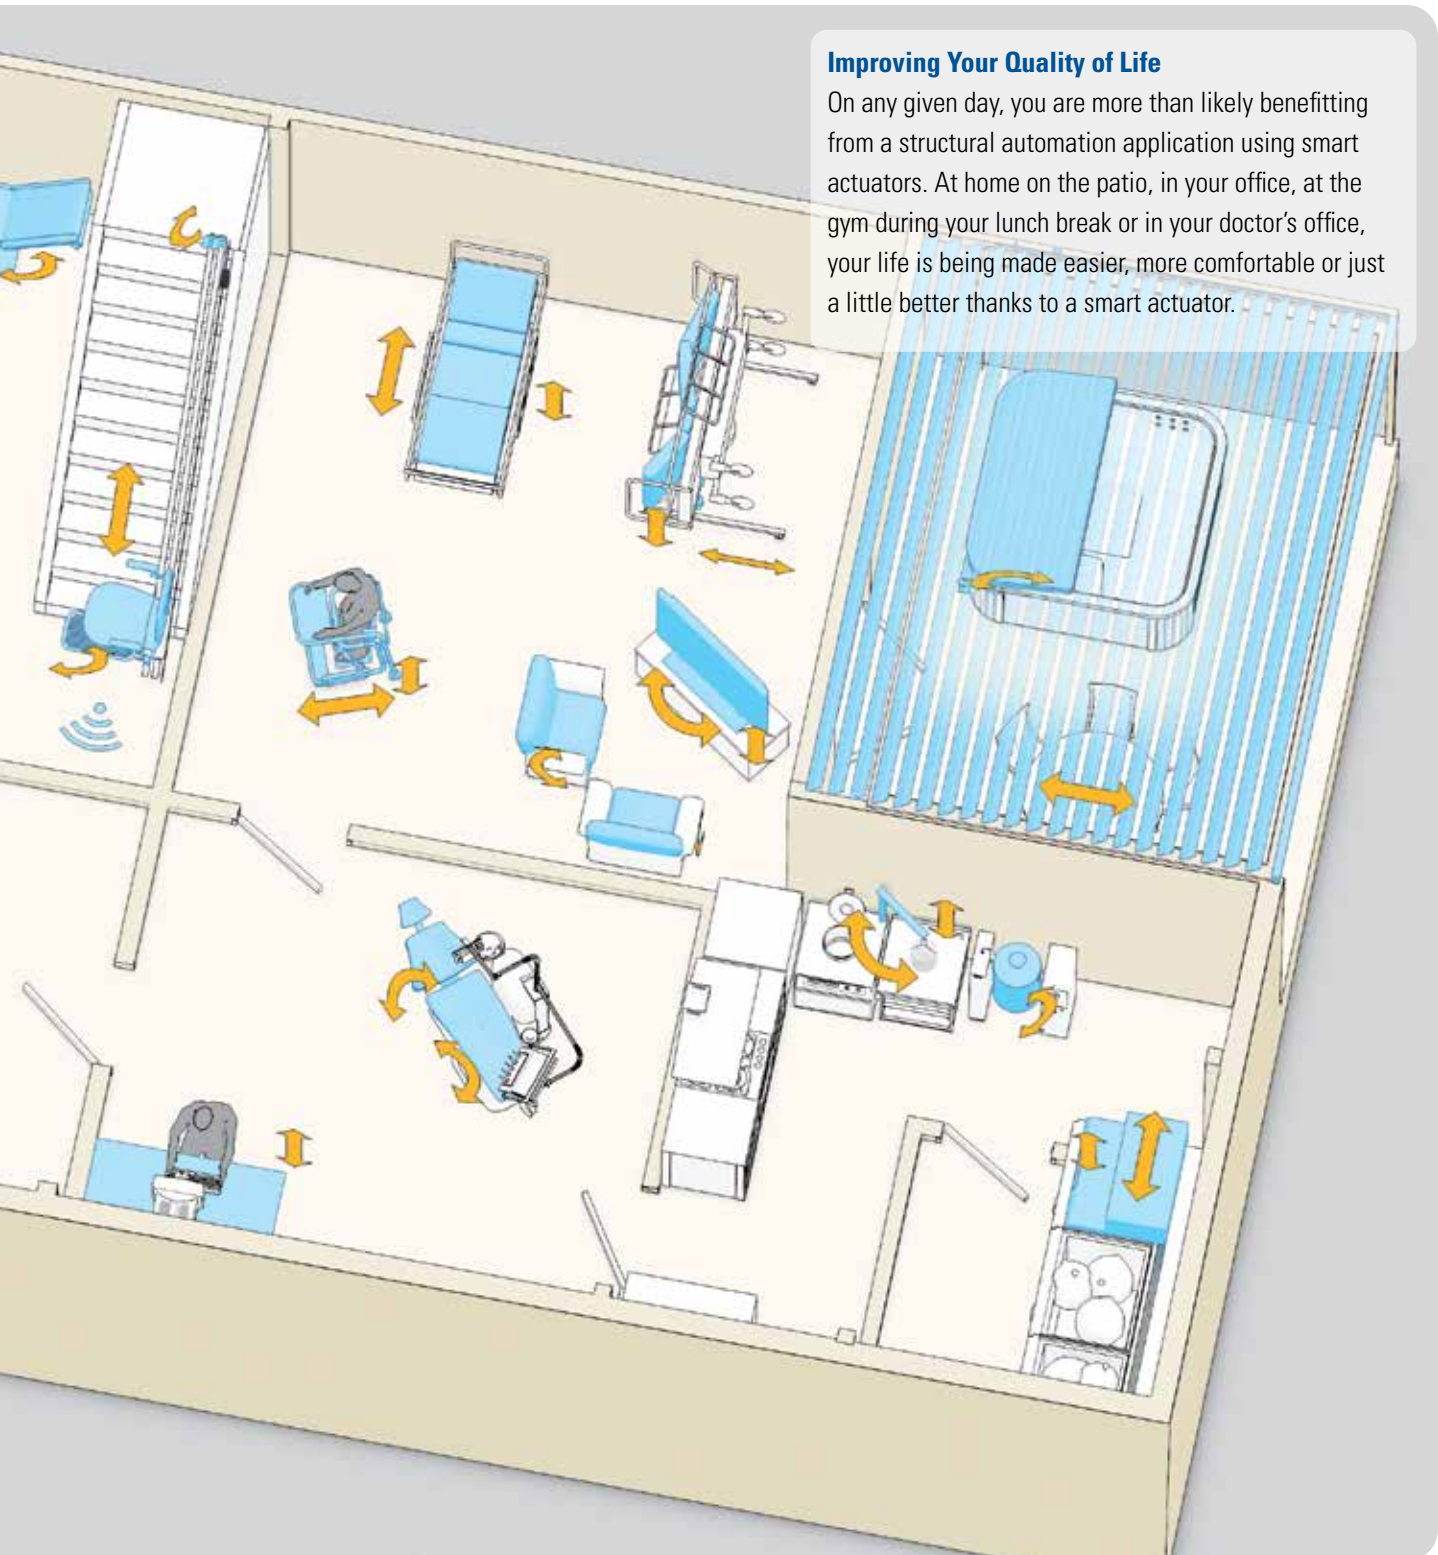 Improving Your Quality of Life
On any given day, you are more than likely benefitting
from a structural automation application using smart
actuators. At home on the patio, in your office, at the
gym during your lunch break or in your doctor's office,
your life is being made easier, more comfortable or just
a little better thanks to a smart actuator.